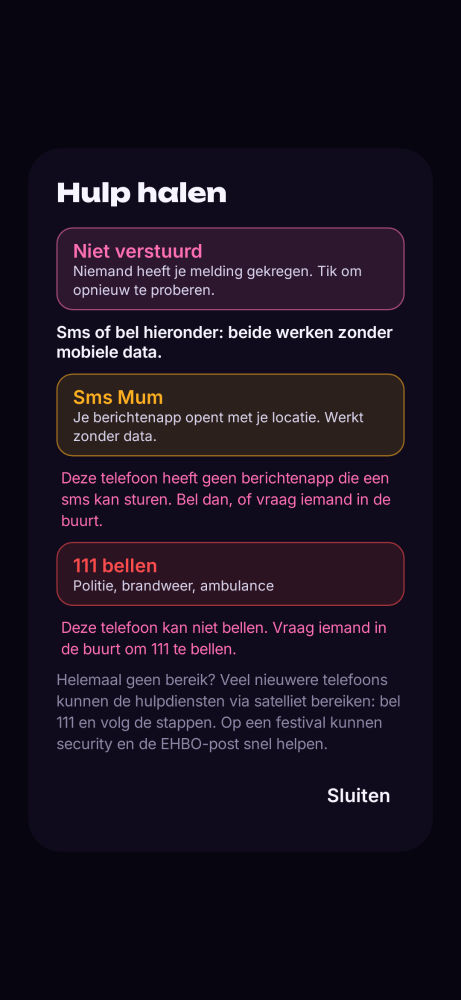 Hulp halen
Niet verstuurd
Niemand heeft je melding gekregen. Tik om
opnieuw te proberen.
Sms of bel hieronder: beide werken zonder
mobiele data.
Sms Mum
Je berichtenapp opent met je locatie. Werkt
zonder data.
Deze telefoon heeft geen berichtenapp die een
sms kan sturen. Bel dan, of vraag iemand in de
buurt.
111 bellen
Politie, brandweer, ambulance
Deze telefoon kan niet bellen. Vraag iemand in
de buurt om 111 te bellen.
Helemaal geen bereik? Veel nieuwere telefoons
kunnen de hulpdiensten via satelliet bereiken: bel
111 en volg de stappen. Op een festival kunnen
security en de EHBO-post snel helpen.
Sluiten